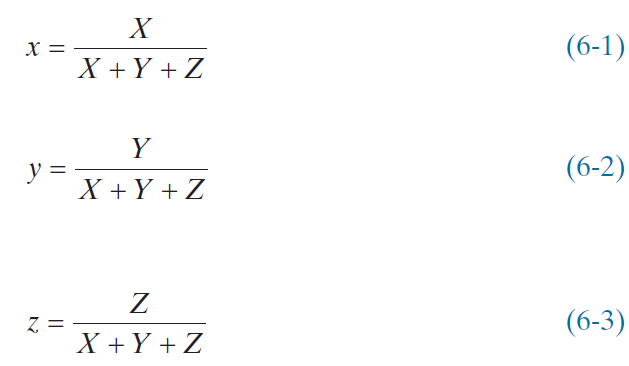 x = X / (X + Y + Z) (6-1)
y = Y / (X + Y + Z) (6-2)
z = Z / (X + Y + Z) (6-3)